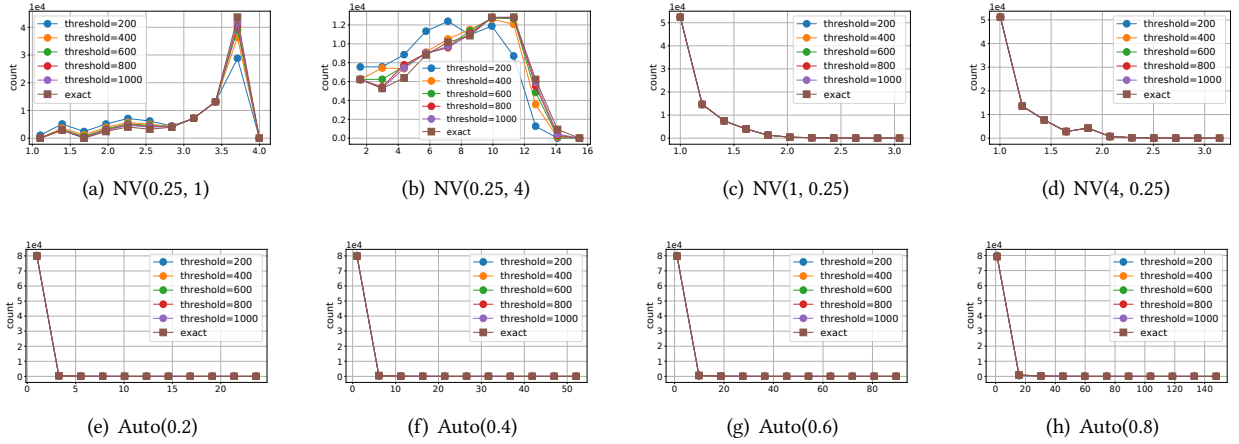 1e4
4
3
2
1
0
count
threshold=200
threshold=400
threshold=600
threshold=800
threshold=1000
exact
1.0 1.5 2.0 2.5 3.0 3.5 4.0
(a) NV(0.25, 1)
1e4
1.2
1.0
0.8
0.6
0.4
0.2
0.0
count
threshold=200
threshold=400
threshold=600
threshold=800
threshold=1000
exact
2 4 6 8 10 12 14 16
(b) NV(0.25, 4)
1e4
5
4
3
2
1
0
count
threshold=200
threshold=400
threshold=600
threshold=800
threshold=1000
exact
1.0 1.5 2.0 2.5 3.0
(c) NV(1, 0.25)
1e4
5
4
3
2
1
0
count
threshold=200
threshold=400
threshold=600
threshold=800
threshold=1000
exact
1.0 1.5 2.0 2.5 3.0
(d) NV(4, 0.25)
1e4
8
7
6
5
4
3
2
1
0
count
threshold=200
threshold=400
threshold=600
threshold=800
threshold=1000
exact
0 5 10 15 20
(e) Auto(0.2)
1e4
8
7
6
5
4
3
2
1
0
count
threshold=200
threshold=400
threshold=600
threshold=800
threshold=1000
exact
0 10 20 30 40 50
(f) Auto(0.4)
1e4
8
7
6
5
4
3
2
1
0
count
threshold=200
threshold=400
threshold=600
threshold=800
threshold=1000
exact
0 20 40 60 80
(g) Auto(0.6)
1e4
8
7
6
5
4
3
2
1
0
count
threshold=200
threshold=400
threshold=600
threshold=800
threshold=1000
exact
0 20 40 60 80 100 120 140
(h) Auto(0.8)